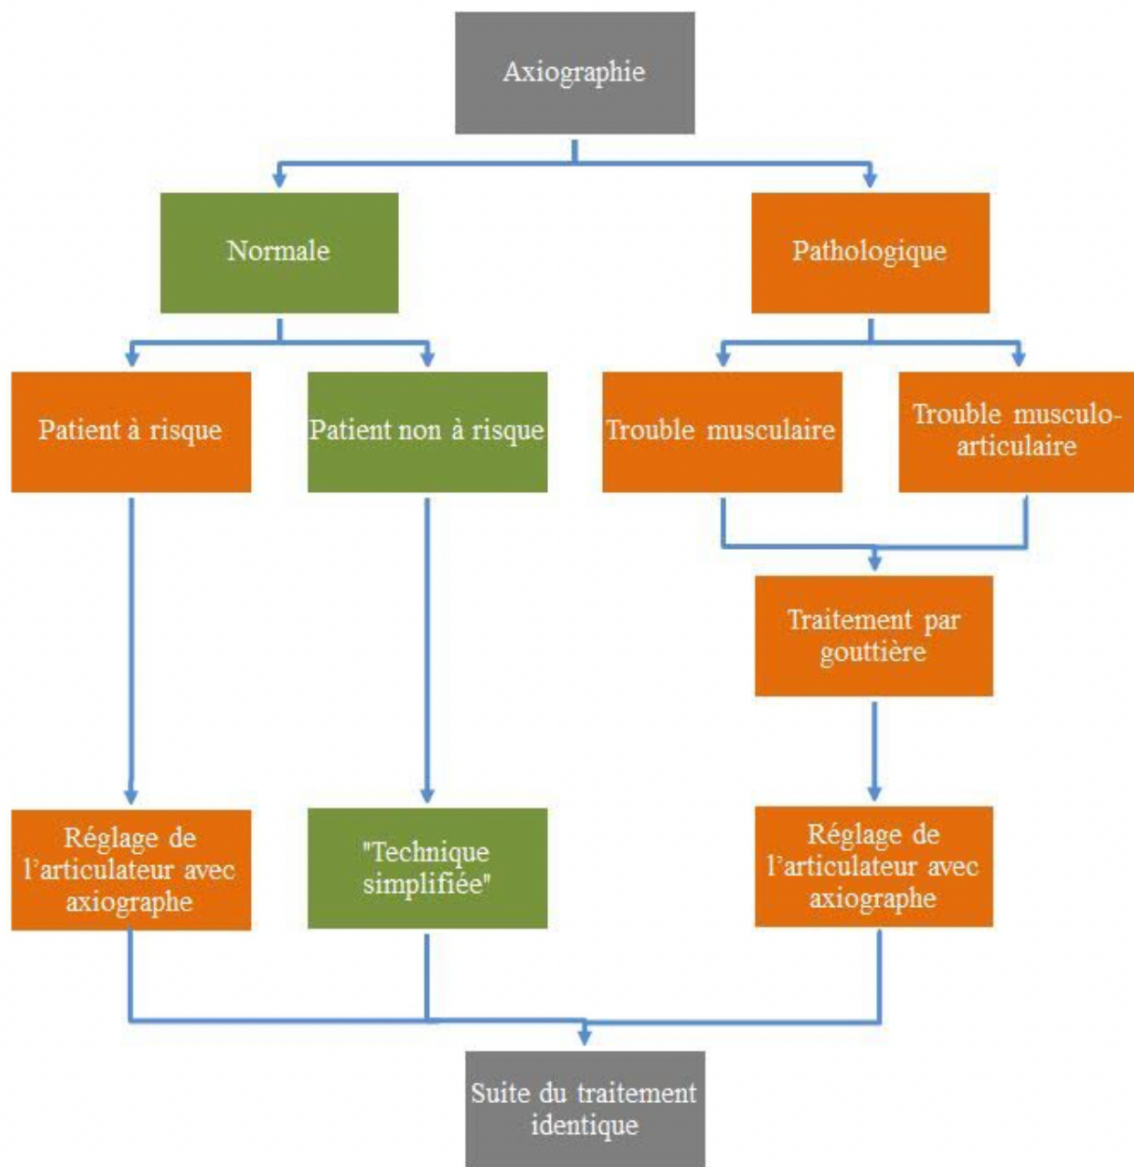 Axiographie
Normale
Pathologique
Patient à risque
Patient non à risque
Trouble musculaire
Trouble musculo-
articulaire
Traitement par
gouttière
Réglage de
l’articulateur avec
axiographe
"Technique
simplifiée"
Réglage de
l’articulateur avec
axiographe
Suite du traitement
identique